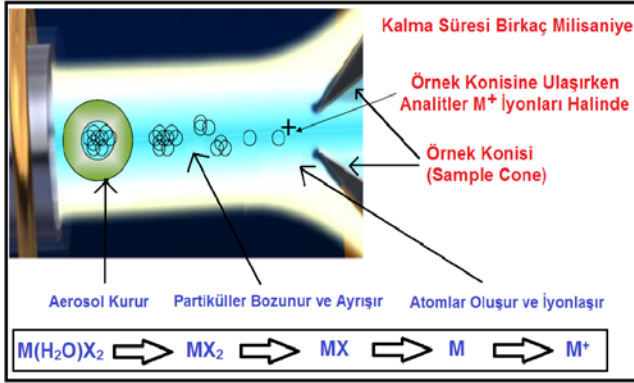 Kalma Süresi Birkaç Milisaniye
Örnek Konisine Ulaşırken
Analitler M⁺ İyonları Halinde
+
Örnek Konisi
(Sample Cone)
Aerosol Kurur
Partiküller Bozunur ve Ayrışır
Atomlar Oluşur ve İyonlaşır
M(H₂O)X₂ ⇨ MX₂ ⇨ MX ⇨ M ⇨ M⁺